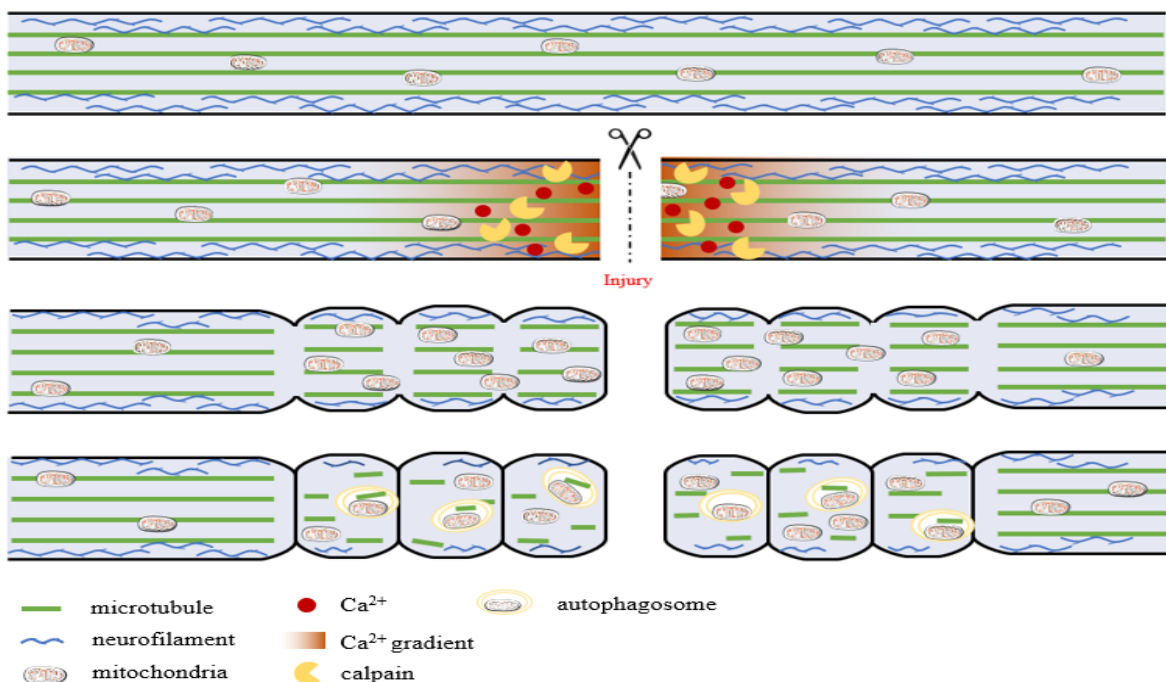 Injury
microtubule
Ca²⁺
autophagosome
neurofilament
Ca²⁺ gradient
mitochondria
calpain